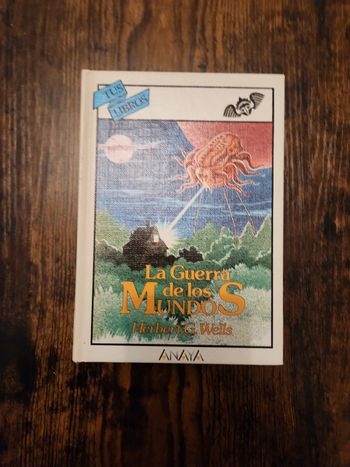 TUS
LIBROS
La Guerra
de los
MUNDOS
Herbert G. Wells
ANAYA